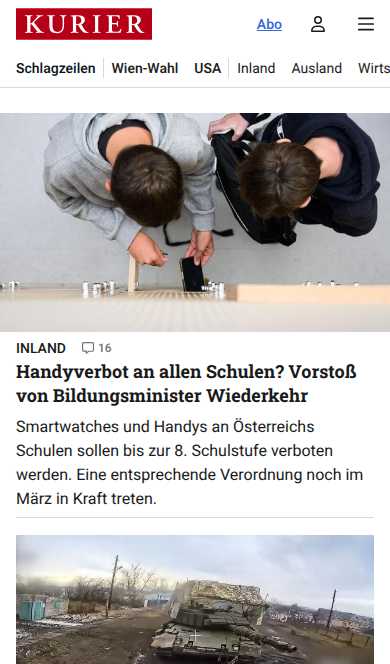 KURIER
Abo
Schlagzeilen Wien-Wahl USA Inland Ausland Wirts
INLAND 16
Handyverbot an allen Schulen? Vorstoß
von Bildungsminister Wiederkehr
Smartwatches und Handys an Österreichs
Schulen sollen bis zur 8. Schulstufe verboten
werden. Eine entsprechende Verordnung noch im
März in Kraft treten.